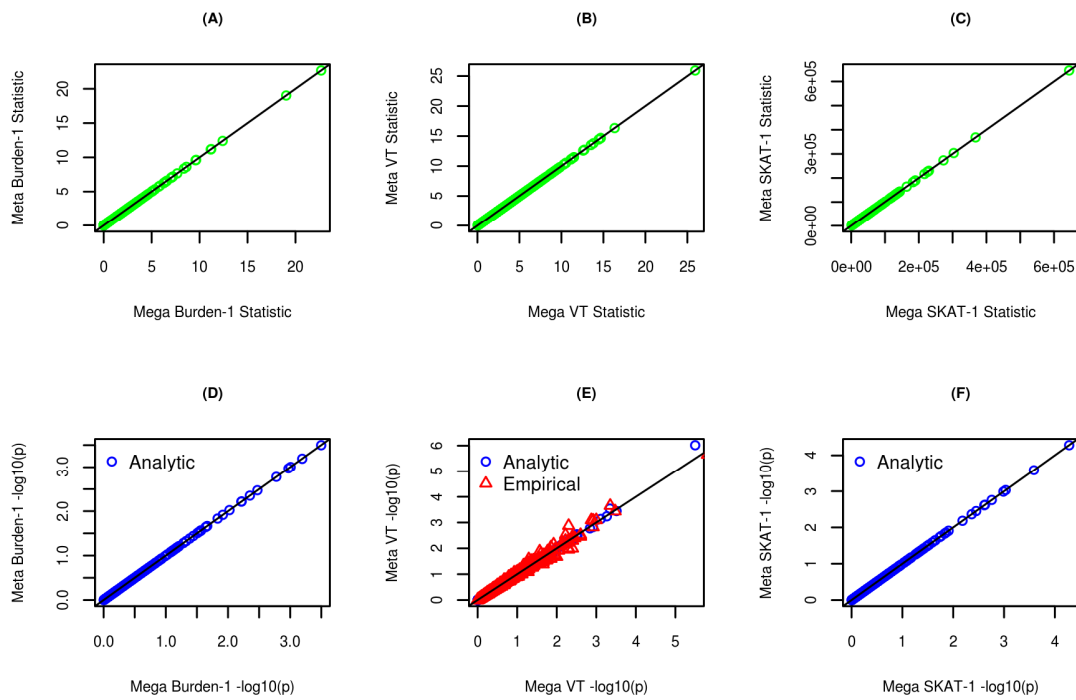 (A)
Meta Burden-1 Statistic
0 5 10 15 20
0 5 10 15 20
Mega Burden-1 Statistic
(B)
Meta VT Statistic
0 5 10 15 20 25
0 5 10 15 20 25
Mega VT Statistic
(C)
Meta SKAT-1 Statistic
0e+00 3e+05 6e+05
0e+00 2e+05 4e+05 6e+05
Mega SKAT-1 Statistic
(D)
Meta Burden-1 -log10(p)
0.0 1.0 2.0 3.0
Analytic
0.0 1.0 2.0 3.0
Mega Burden-1 -log10(p)
(E)
Meta VT -log10(p)
0 1 2 3 4 5 6
Analytic
Empirical
0 1 2 3 4 5
Mega VT -log10(p)
(F)
Meta SKAT-1 -log10(p)
0 1 2 3 4
Analytic
0 1 2 3 4
Mega SKAT-1 -log10(p)